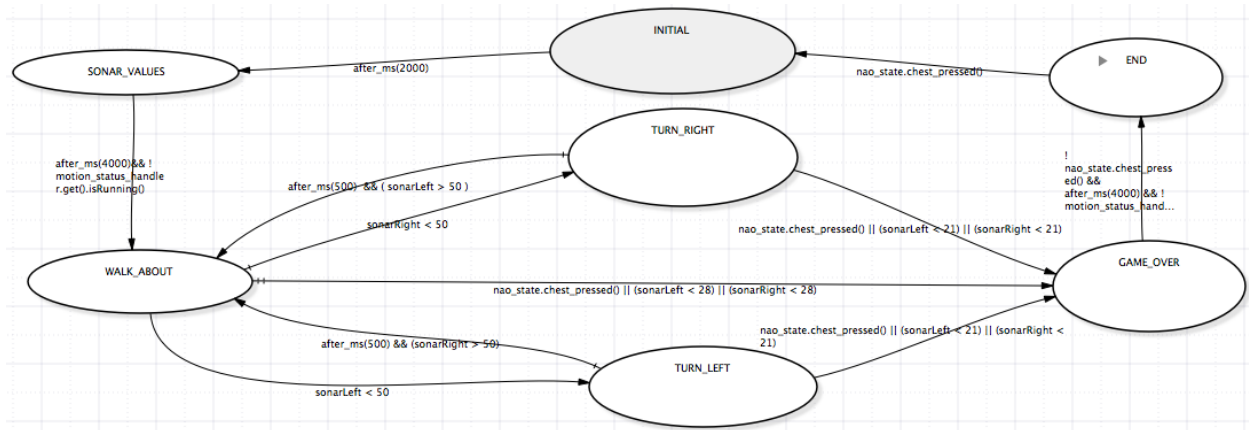 INITIAL
END
SONAR_VALUES
after_ms(2000)
nao_state.chest_pressed()
TURN_RIGHT
after_ms(4000)&& !
motion_status_handle
r.get().isRunning()
after_ms(500)  && ( sonarLeft > 50 )
sonarRight < 50
!
nao_state.chest_press
ed() &&
after_ms(4000)&& !
motion_status_hand...
nao_state.chest_pressed() || (sonarLeft < 21) || (sonarRight < 21)
WALK_ABOUT
GAME_OVER
nao_state.chest_pressed() || (sonarLeft < 28) || (sonarRight < 28)
nao_state.chest_pressed() || (sonarLeft < 21) || (sonarRight <
21)
after_ms(500) && (sonarRight > 50)
TURN_LEFT
sonarLeft < 50